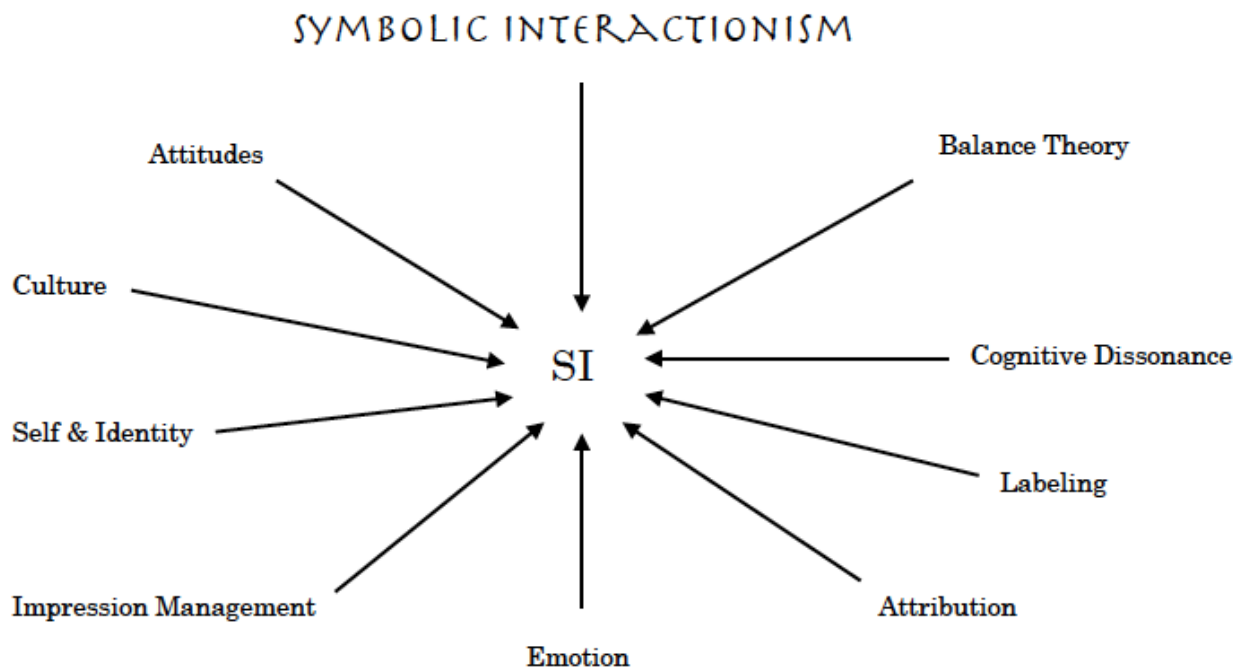 SYMBOLIC INTERACTIONISM
Attitudes
Balance Theory
Culture
SI
Cognitive Dissonance
Self & Identity
Labeling
Impression Management
Attribution
Emotion